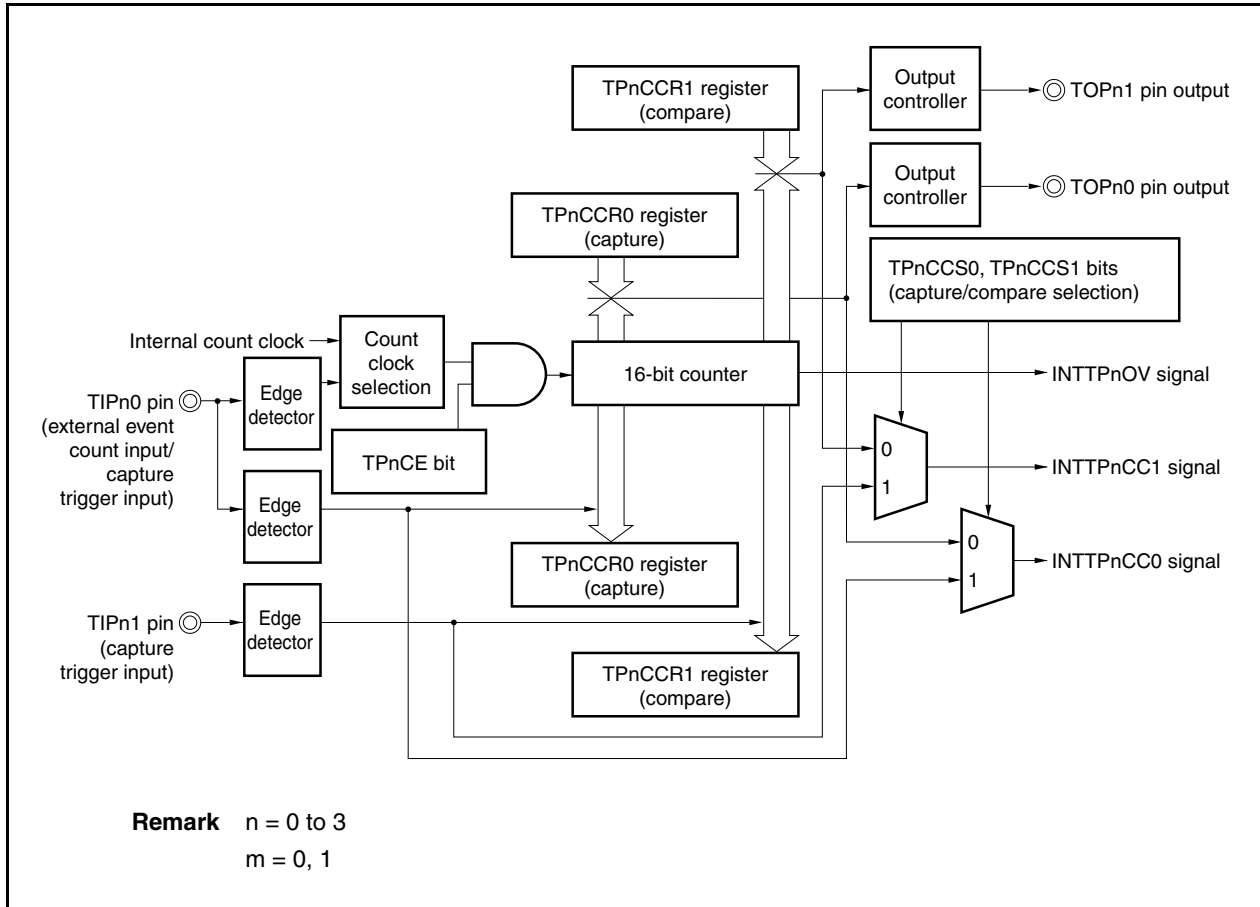 TPnCCR1 register
(compare)
Output
controller
TOPn1 pin output
Output
controller
TOPn0 pin output
TPnCCR0 register
(capture)
TPnCCS0, TPnCCS1 bits
(capture/compare selection)
Internal count clock
Count
clock
selection
16-bit counter
INTTPnOV signal
TIPn0 pin
(external event
count input/
capture
trigger input)
Edge
detector
TPnCE bit
0
1
INTTPnCC1 signal
Edge
detector
TPnCCR0 register
(capture)
0
1
INTTPnCC0 signal
TIPn1 pin
(capture
trigger input)
Edge
detector
TPnCCR1 register
(compare)
Remark n = 0 to 3
m = 0, 1